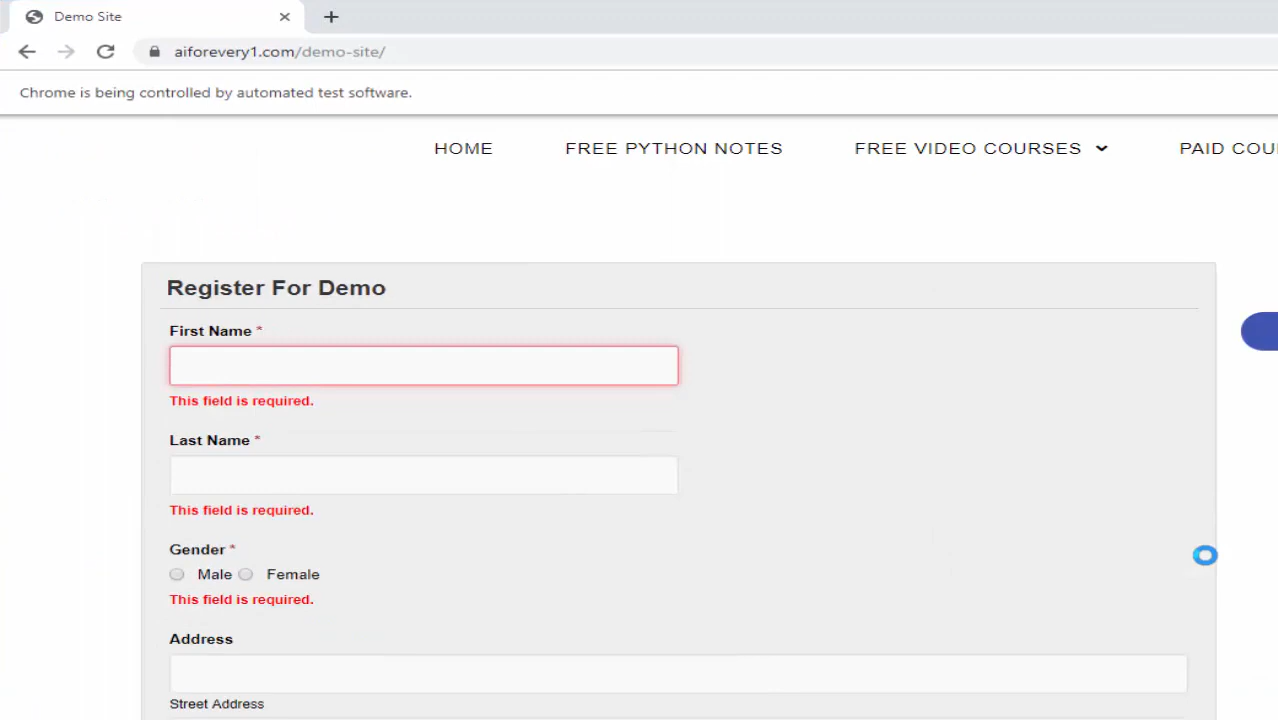 Demo Site
aiforevery1.com/demo-site/
Chrome is being controlled by automated test software.
HOME FREE PYTHON NOTES FREE VIDEO COURSES PAID COU
Register For Demo
First Name *
This field is required.
Last Name *
This field is required.
Gender *
Male Female
This field is required.
Address
Street Address